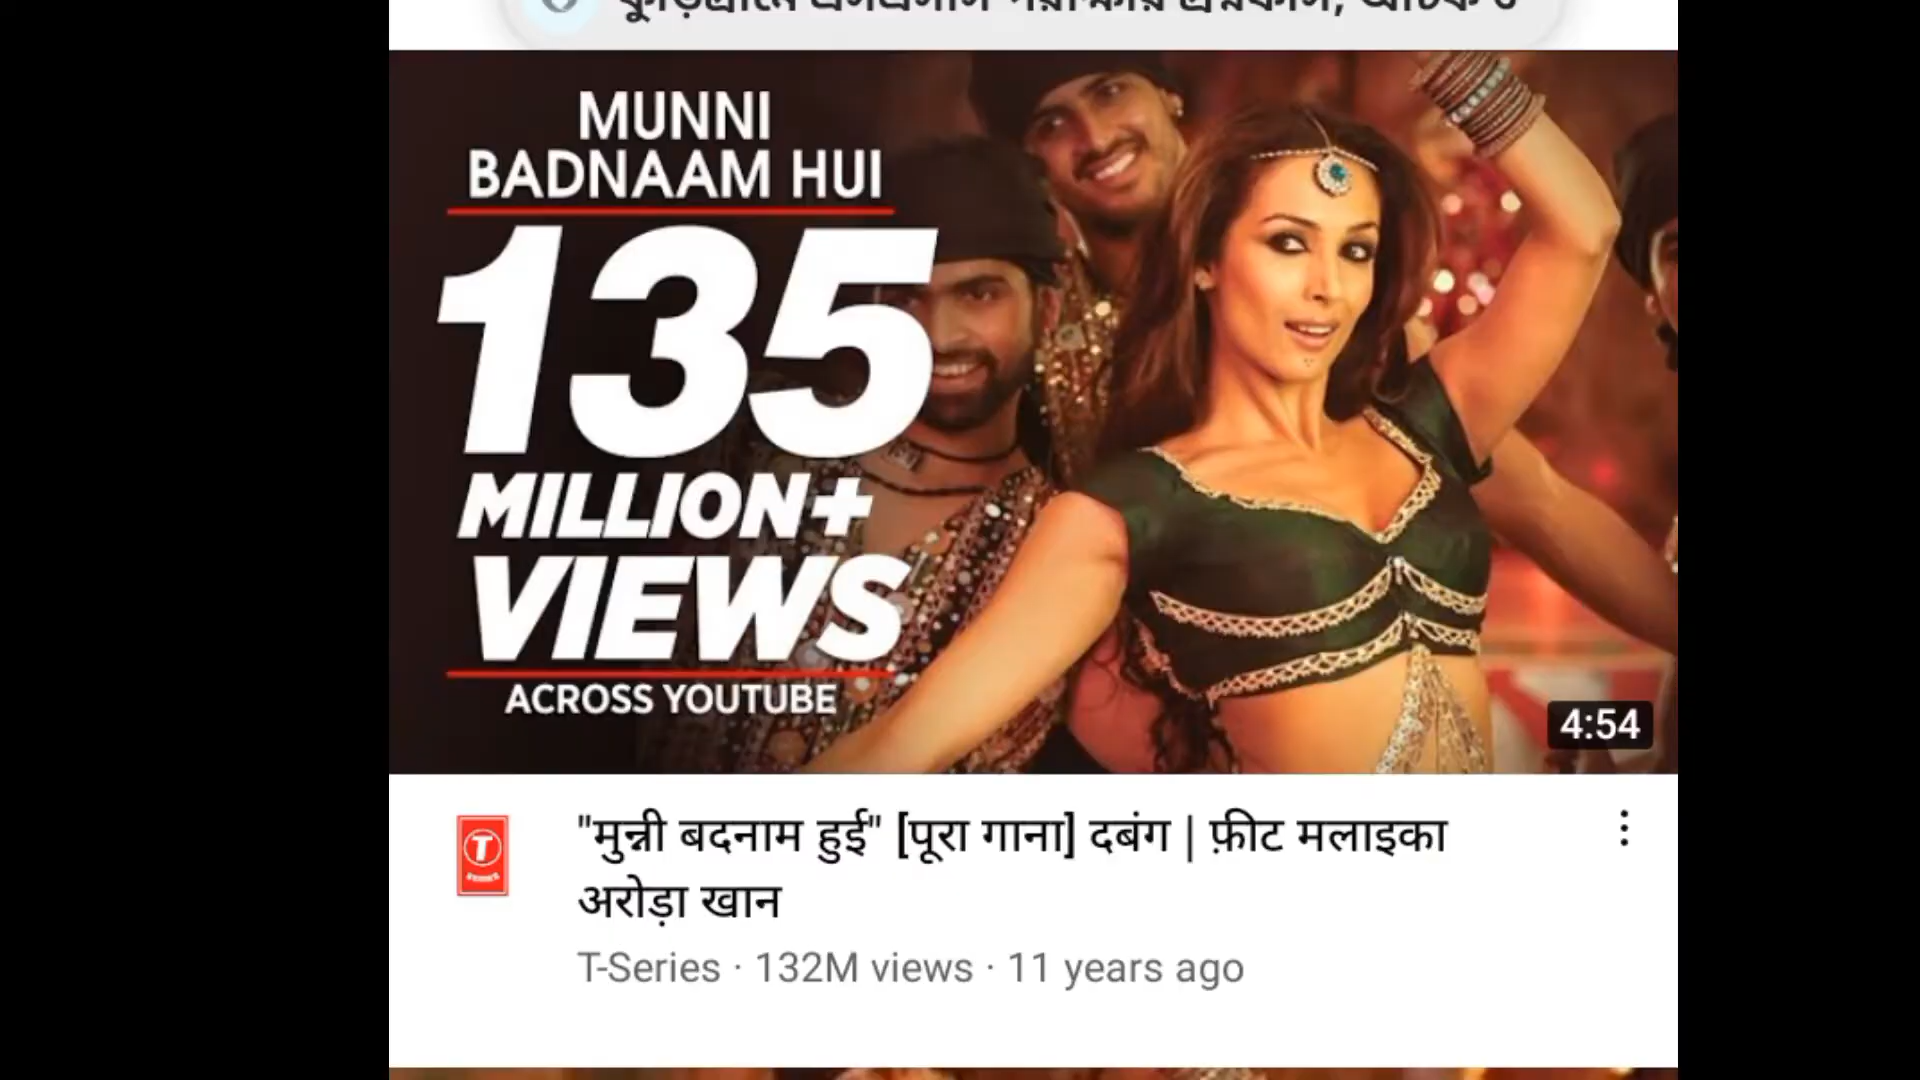 MUNNI
BADNAAM HUI
135
MILLION+
VIEWS
ACROSS YOUTUBE
4:54
"मुन्नी बदनाम हुई" [पूरा गाना] दबंग | फ़ीट मलाइका
अरोड़ा खान
T-Series · 132M views · 11 years ago